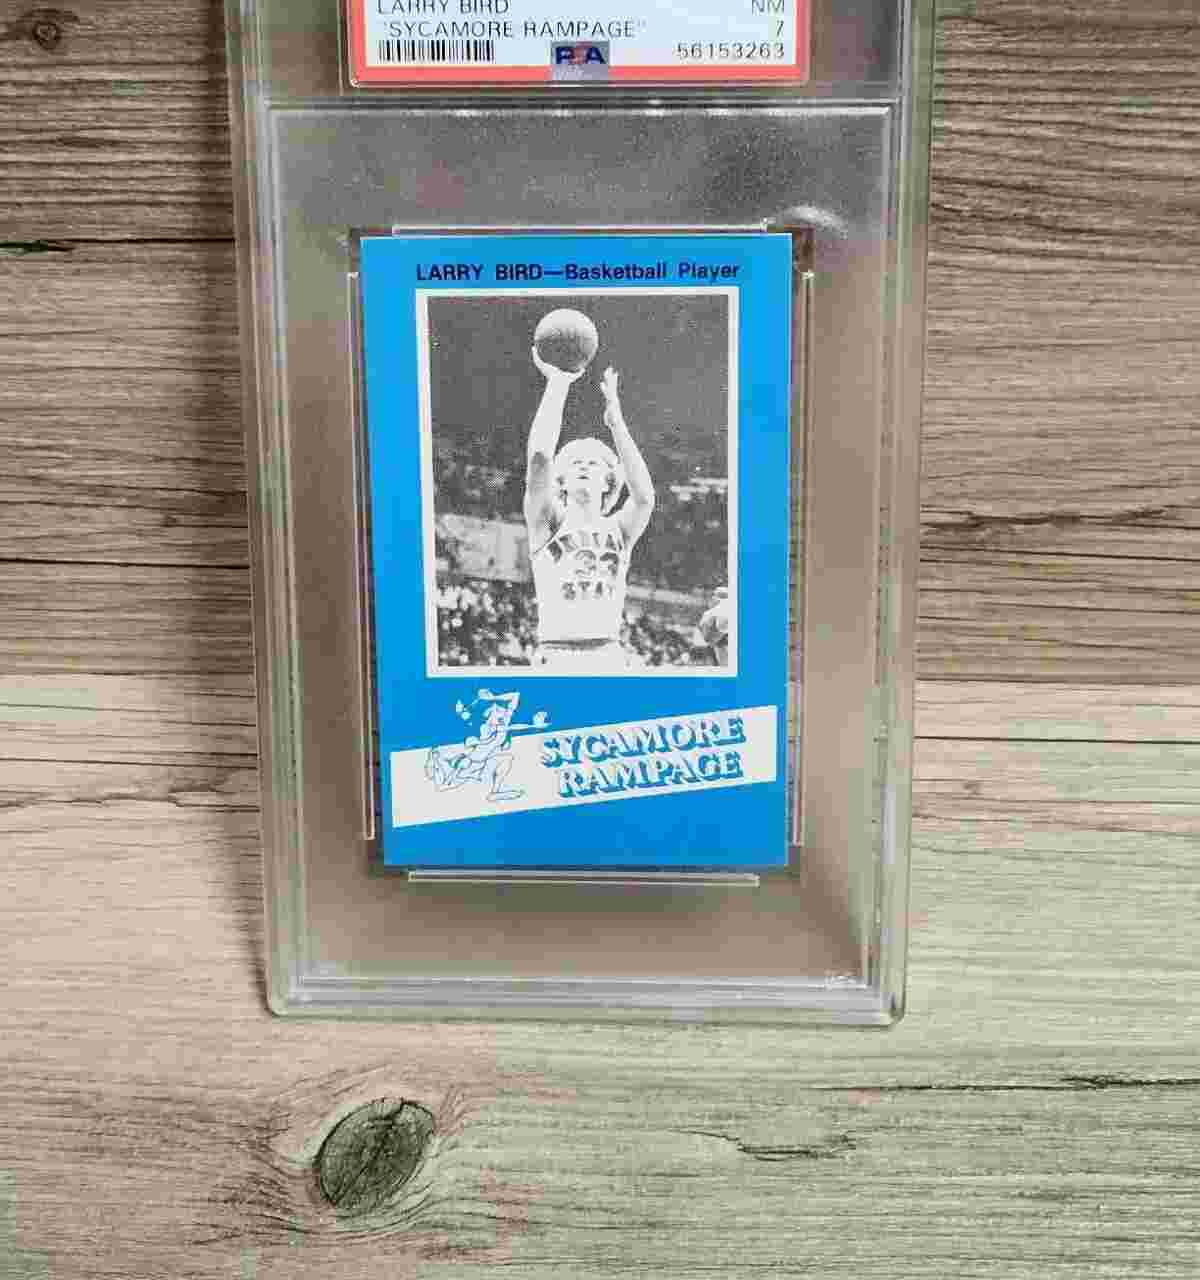 LARRY BIRD NM
"SYCAMORE RAMPAGE" 7
PSA 56153263
LARRY BIRD—Basketball Player
33
SYCAMORE
RAMPAGE